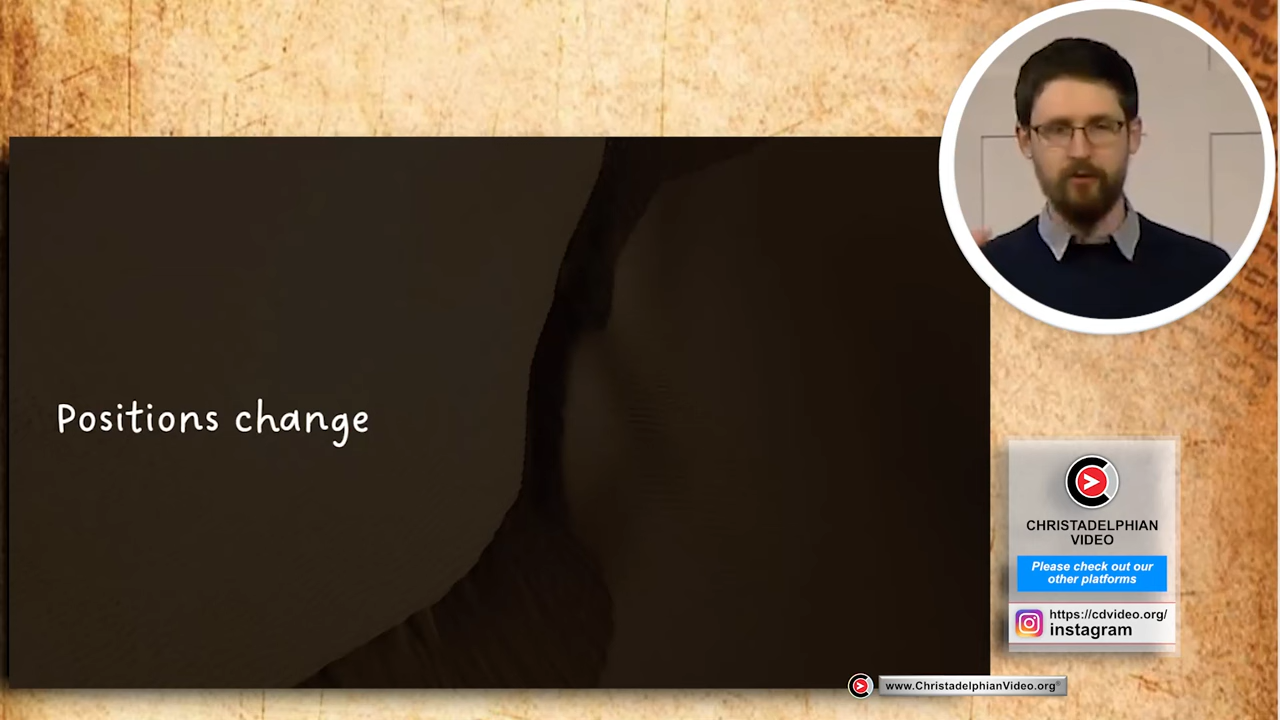 Positions change
CHRISTADELPHIAN
VIDEO
Please check out our
other platforms
https://cdvideo.org/
instagram
www.ChristadelphianVideo.org